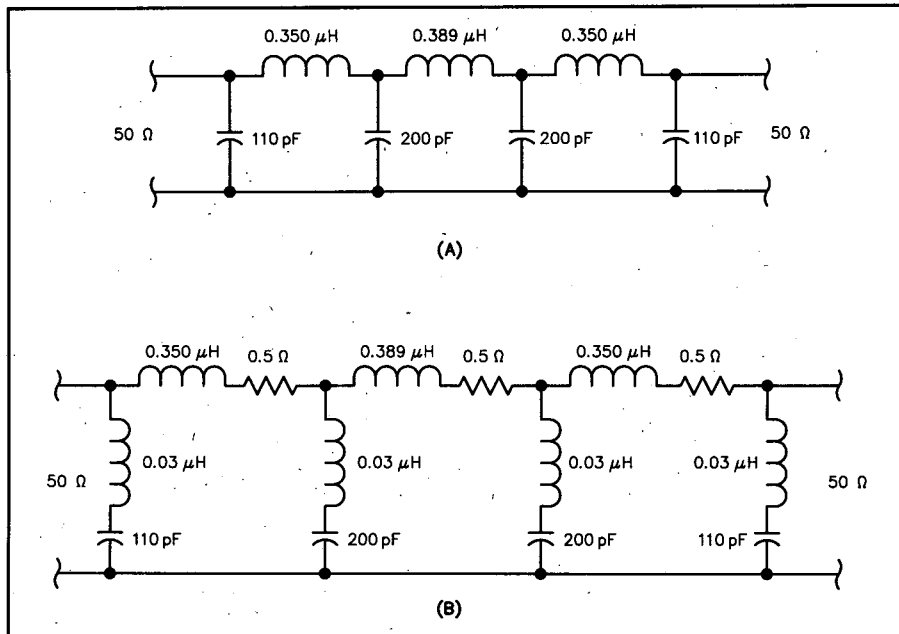 0.350 μH 0.389 μH 0.350 μH
50 Ω 110 pF 200 pF 200 pF 110 pF 50 Ω
(A)
0.350 μH 0.5 Ω 0.389 μH 0.5 Ω 0.350 μH 0.5 Ω
0.03 μH 0.03 μH 0.03 μH 0.03 μH
50 Ω 50 Ω
110 pF 200 pF 200 pF 110 pF
(B)